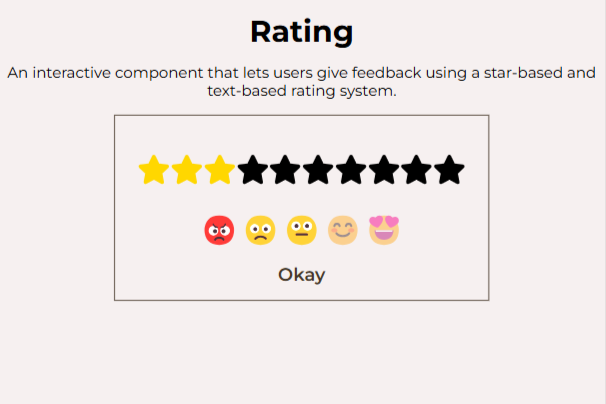 Rating
An interactive component that lets users give feedback using a star-based and
text-based rating system.
Okay